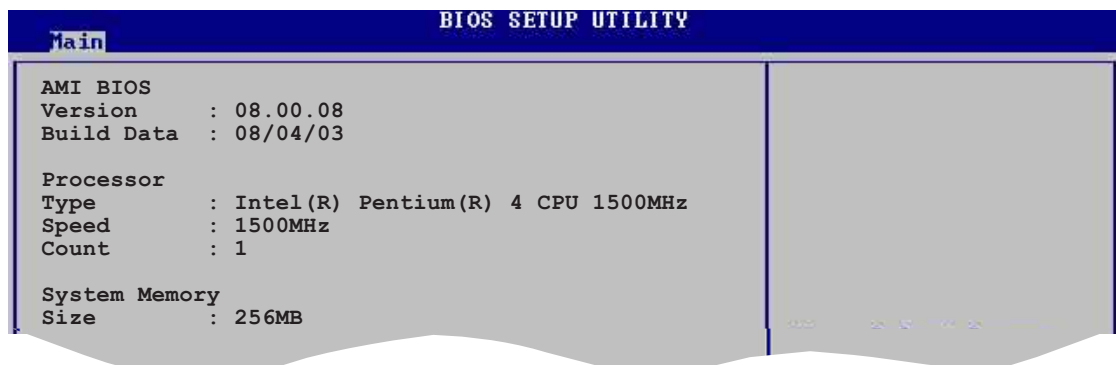 BIOS SETUP UTILITY
Main
AMI BIOS
Version : 08.00.08
Build Data : 08/04/03
Processor
Type : Intel(R) Pentium(R) 4 CPU 1500MHz
Speed : 1500MHz
Count : 1
System Memory
Size : 256MB